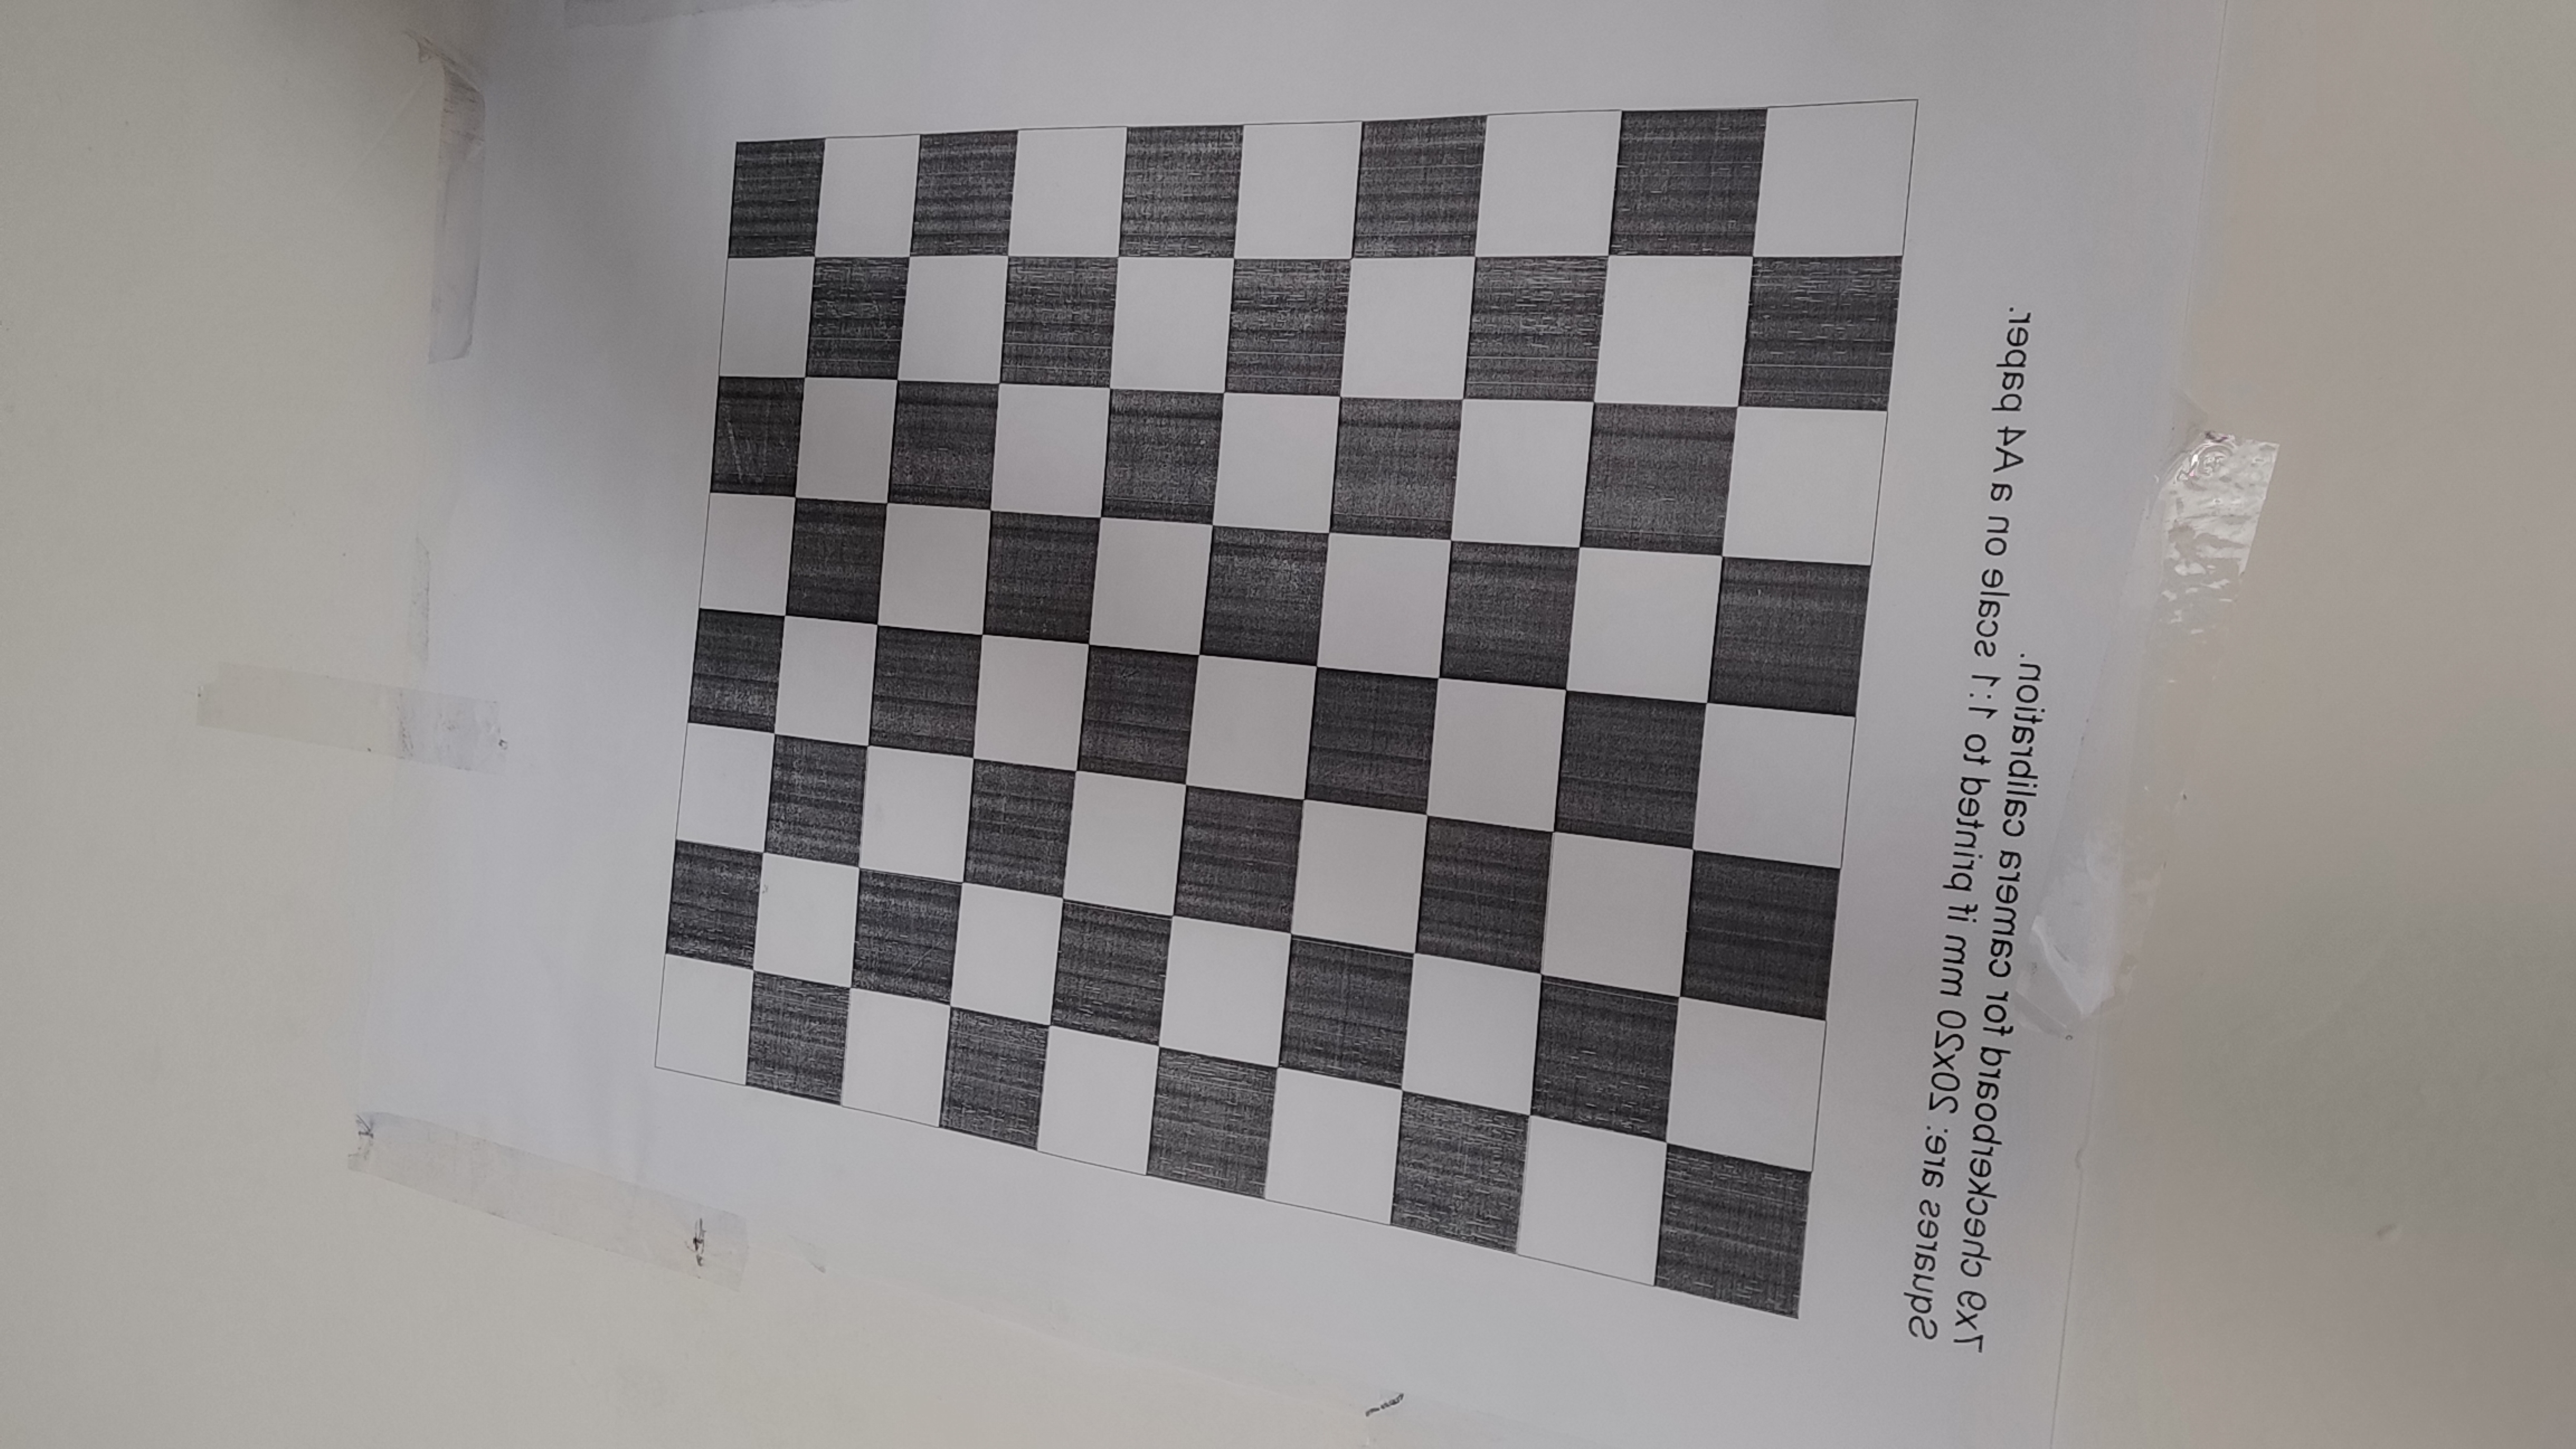 7x9 checkerboard for camera calibration.
Squares are: 20x20 mm if printed to 1:1 scale on a A4 paper.